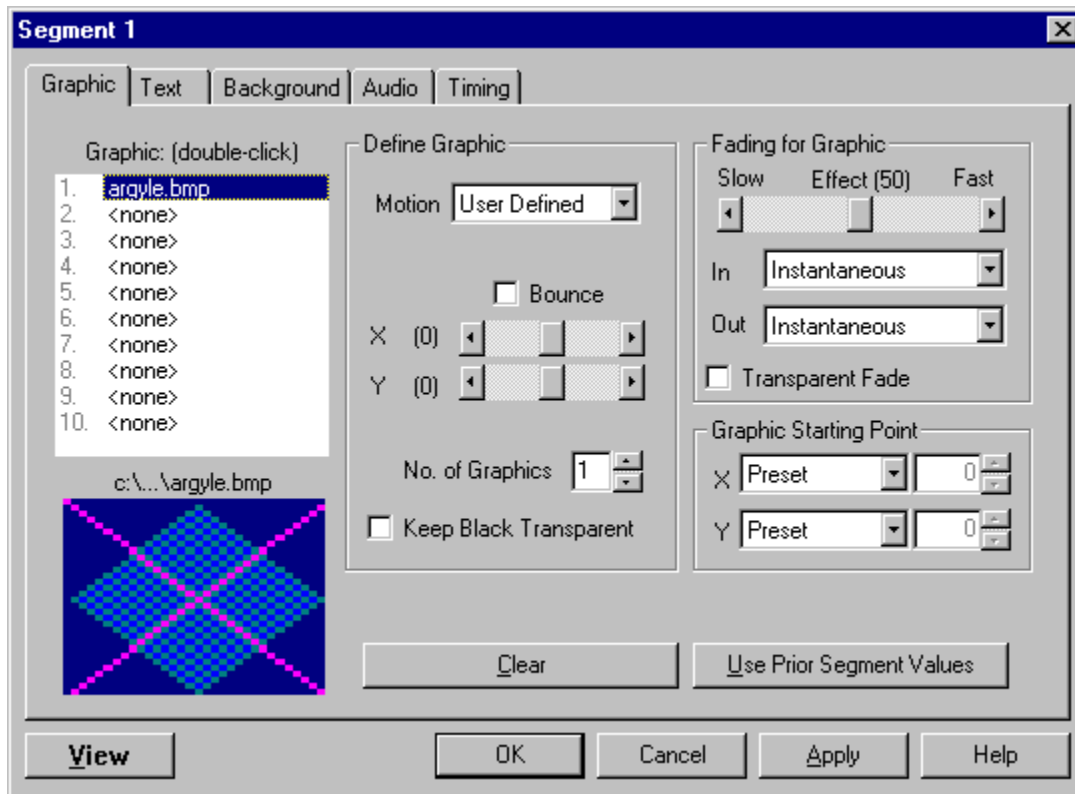 Segment 1
Graphic Text Background Audio Timing
Graphic: (double-click)
1. argyle.bmp
2. <none>
3. <none>
4. <none>
5. <none>
6. <none>
7. <none>
8. <none>
9. <none>
10. <none>
c:\...\argyle.bmp
Define Graphic
Motion User Defined
Bounce
X (0)
Y (0)
No. of Graphics 1
Keep Black Transparent
Fading for Graphic
Slow Effect (50) Fast
In Instantaneous
Out Instantaneous
Transparent Fade
Graphic Starting Point
X Preset 0
Y Preset 0
Clear Use Prior Segment Values
View OK Cancel Apply Help